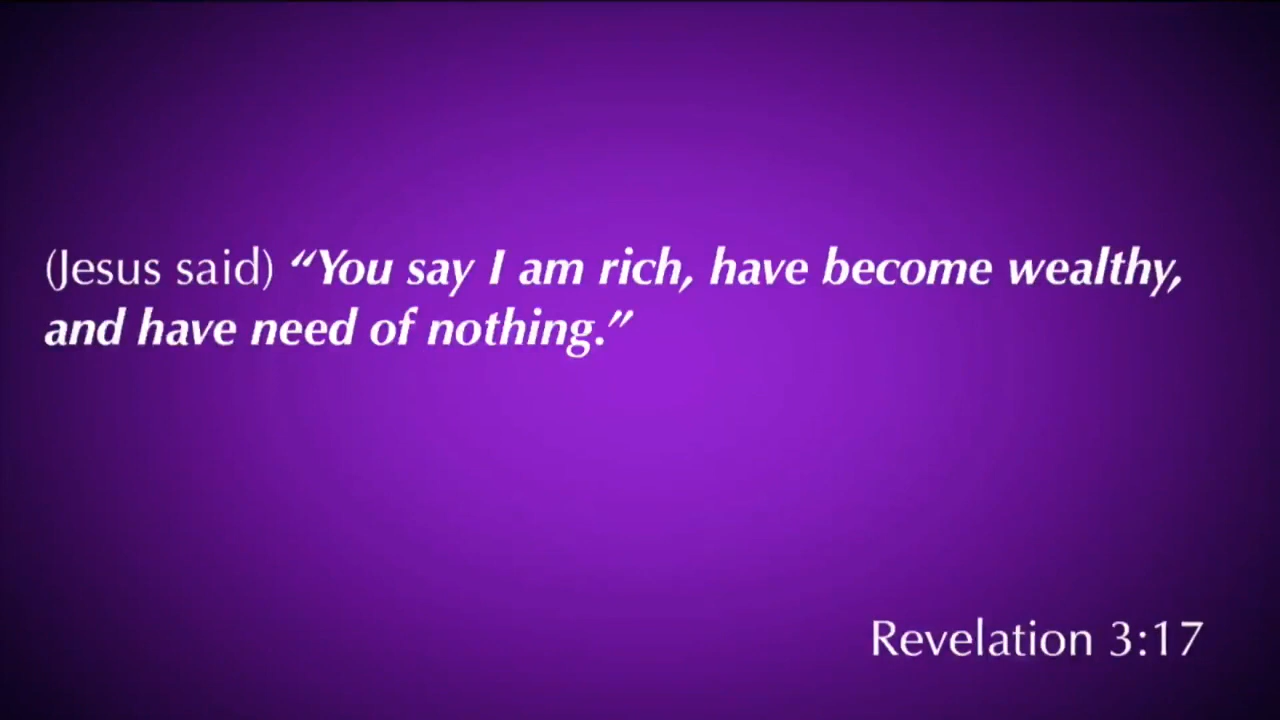 (Jesus said) “You say I am rich, have become wealthy,
and have need of nothing.”
Revelation 3:17